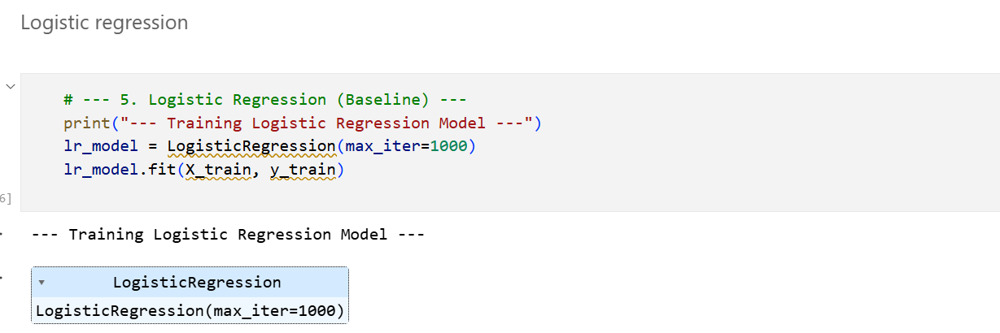 Logistic regression
# --- 5. Logistic Regression (Baseline) ---
print("--- Training Logistic Regression Model ---")
lr_model = LogisticRegression(max_iter=1000)
lr_model.fit(X_train, y_train)
6]
--- Training Logistic Regression Model ---
LogisticRegression
LogisticRegression(max_iter=1000)